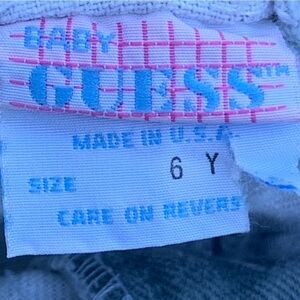 BABY
GUESS™
MADE IN U.S.A.
6 Y
SIZE
CARE ON REVERS